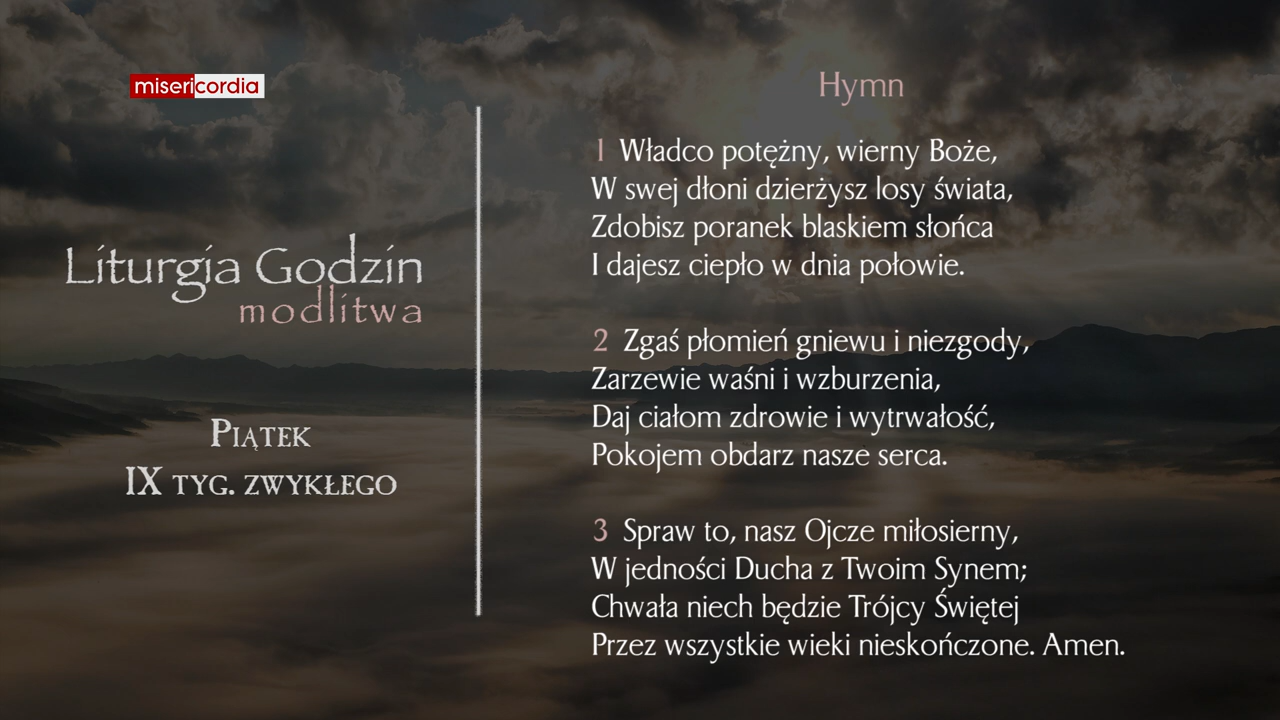 misericordia
Liturgia Godzin
modlitwa
Piątek
IX tyg. zwykłego
Hymn
1 Władco potężny, wierny Boże,
W swej dłoni dzierżysz losy świata,
Zdobisz poranek blaskiem słońca
I dajesz ciepło w dnia połowie.
2 Zgaś płomień gniewu i niezgody,
Zarzewie waśni i wzburzenia,
Daj ciałom zdrowie i wytrwałość,
Pokojem obdarz nasze serca.
3 Spraw to, nasz Ojcze miłosierny,
W jedności Ducha z Twoim Synem;
Chwała niech będzie Trójcy Świętej
Przez wszystkie wieki nieskończone. Amen.